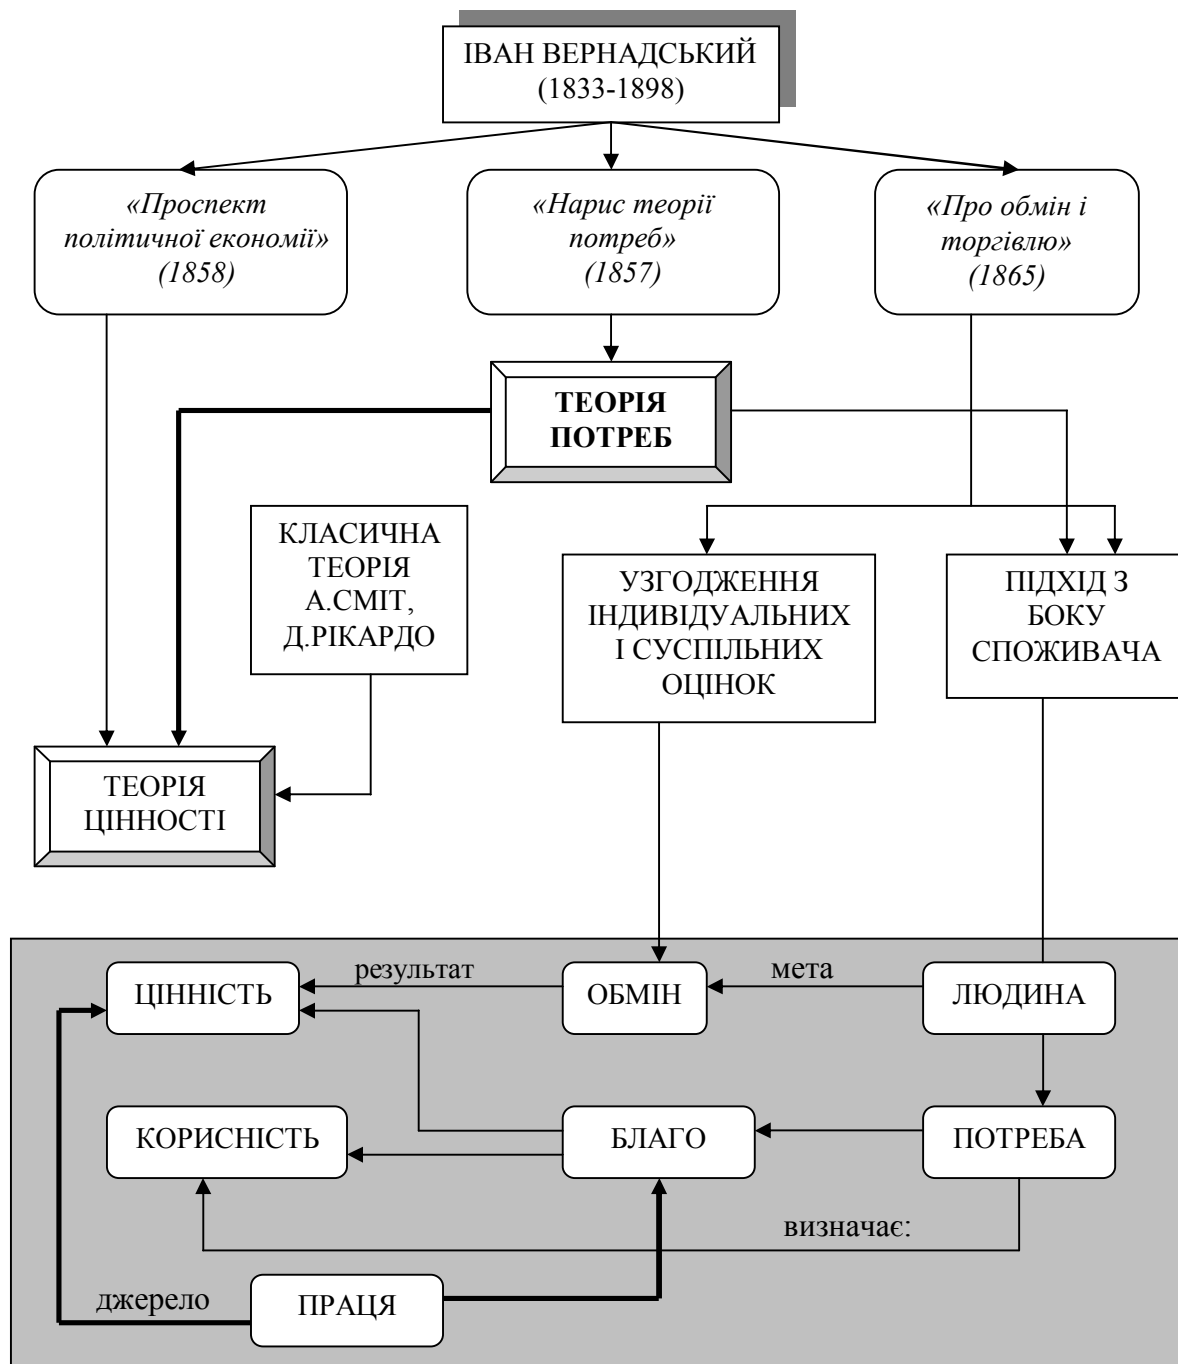 ІВАН ВЕРНАДСЬКИЙ
(1833-1898)
«Проспект
політичної економії»
(1858)
«Нарис теорії
потреб»
(1857)
«Про обмін і
торгівлю»
(1865)
ТЕОРІЯ
ПОТРЕБ
КЛАСИЧНА
ТЕОРІЯ
А.СМІТ,
Д.РІКАРДО
УЗГОДЖЕННЯ
ІНДИВІДУАЛЬНИХ
І СУСПІЛЬНИХ
ОЦІНОК
ПІДХІД З
БОКУ
СПОЖИВАЧА
ТЕОРІЯ
ЦІННОСТІ
ЦІННІСТЬ
результат
ОБМІН
мета
ЛЮДИНА
КОРИСНІСТЬ
БЛАГО
ПОТРЕБА
визначає:
джерело
ПРАЦЯ